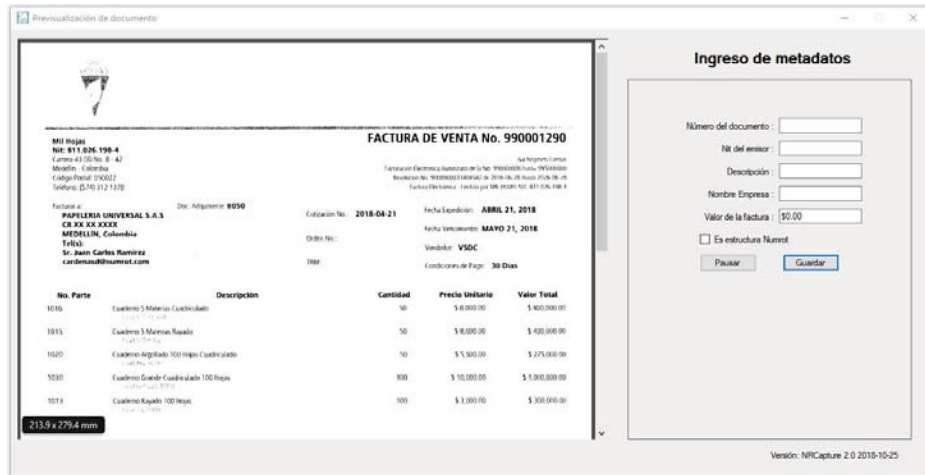 Previsualización de documento
Ingreso de metadatos
Mil Hojas
Nit: 811.026.198-4
Carrera 43 DD No. 8 - 42
Medellín - Colombia
Código Postal: 050022
Teléfono: (574) 312 1370
FACTURA DE VENTA No. 990001290
Iva Régimen Común
Facturar a:
PAPELERIA UNIVERSAL S.A.S
CR XX XX XXXX
MEDELLÍN, Colombia
Tel(s):
Sr. Juan Carlos Ramirez
cardenasd@numrot.com
Doc. Adquirente: 8050
Cotización No.: 2018-04-21
Orden No.:
TRM:
Fecha Expedición: ABRIL 21, 2018
Fecha Vencimiento: MAYO 21, 2018
Vendedor: VSDC
Condiciones de Pago: 30 Dias
No. Parte Descripción Cantidad Precio Unitario Valor Total
1016 Cuaderno 5 Materias Cuadriculado 50 $ 8,000.00 $ 400,000.00
1015 Cuaderno 5 Materias Rayado 50 $ 8,000.00 $ 400,000.00
1020 Cuaderno Argollado 100 Hojas Cuadriculado 50 $ 5,500.00 $ 275,000.00
1030 Cuaderno Grande Cuadriculado 100 Hojas 100 $ 10,000.00 $ 1,000,000.00
1013 Cuaderno Rayado 100 Hojas 100 $ 3,000.00 $ 300,000.00
213.9 x 279.4 mm
Número del documento :
Nit del emisor :
Descripción :
Nombre Empresa :
Valor de la factura : $0.00
Es estructura Numrot
Pausar Guardar
Versión: NRCapture 2.0 2018-10-25